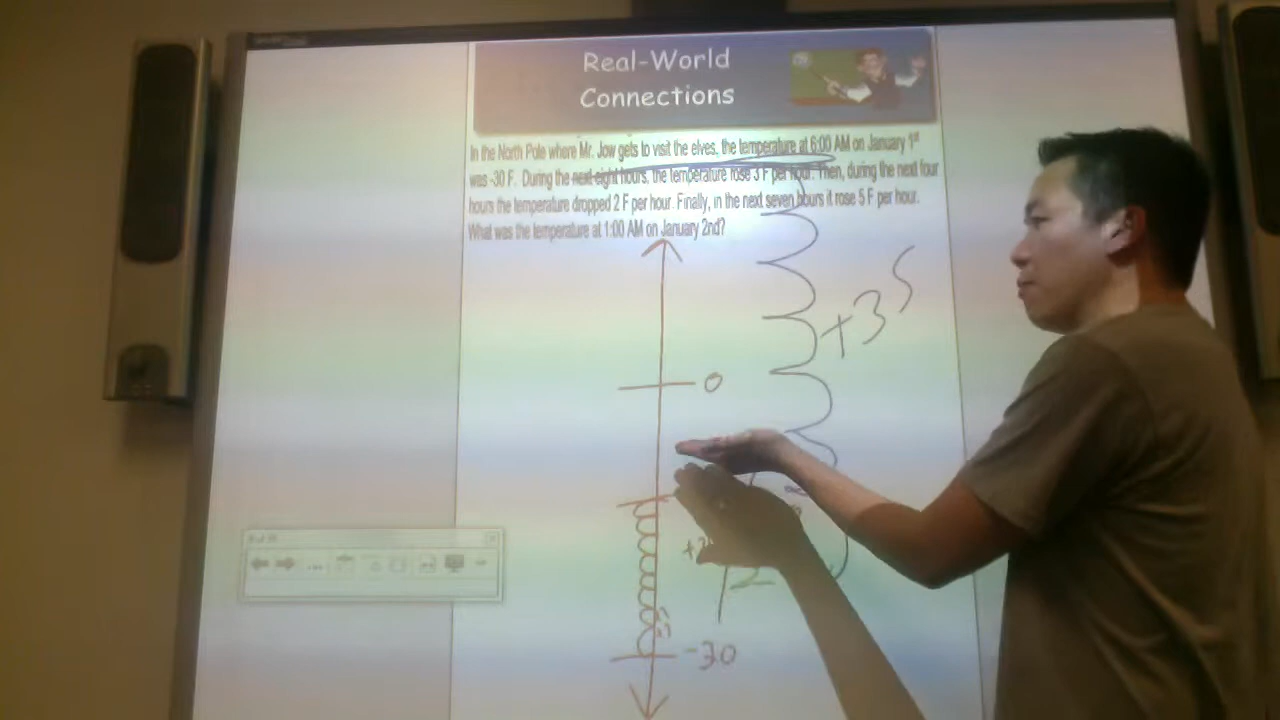 Real-World
Connections
In the North Pole where Mr. Jow gets to visit the elves, the temperature at 6:00 AM on January 1st
was -30 F. During the next eight hours, the temperature rose 3 F per hour. Then, during the next four
hours the temperature dropped 2 F per hour. Finally, in the next seven hours it rose 5 F per hour.
What was the temperature at 1:00 AM on January 2nd?
+35
0
-30